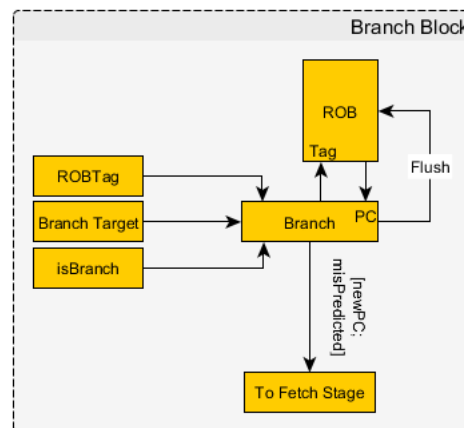 Branch Block
ROB
Tag
Flush
ROBTag
Branch Target
Branch
PC
isBranch
[newPC;
misPredicted]
To Fetch Stage